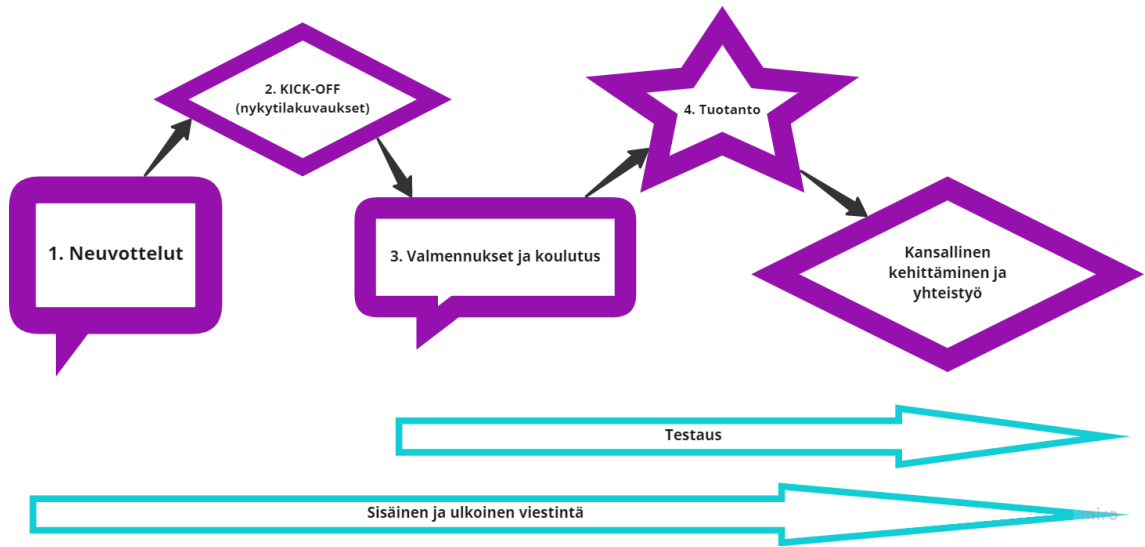 1. Neuvottelut
2. KICK-OFF
(nykytilakuvaukset)
3. Valmennukset ja koulutus
4. Tuotanto
Kansallinen
kehittäminen ja
yhteistyö
Testaus
Sisäinen ja ulkoinen viestintä
miro